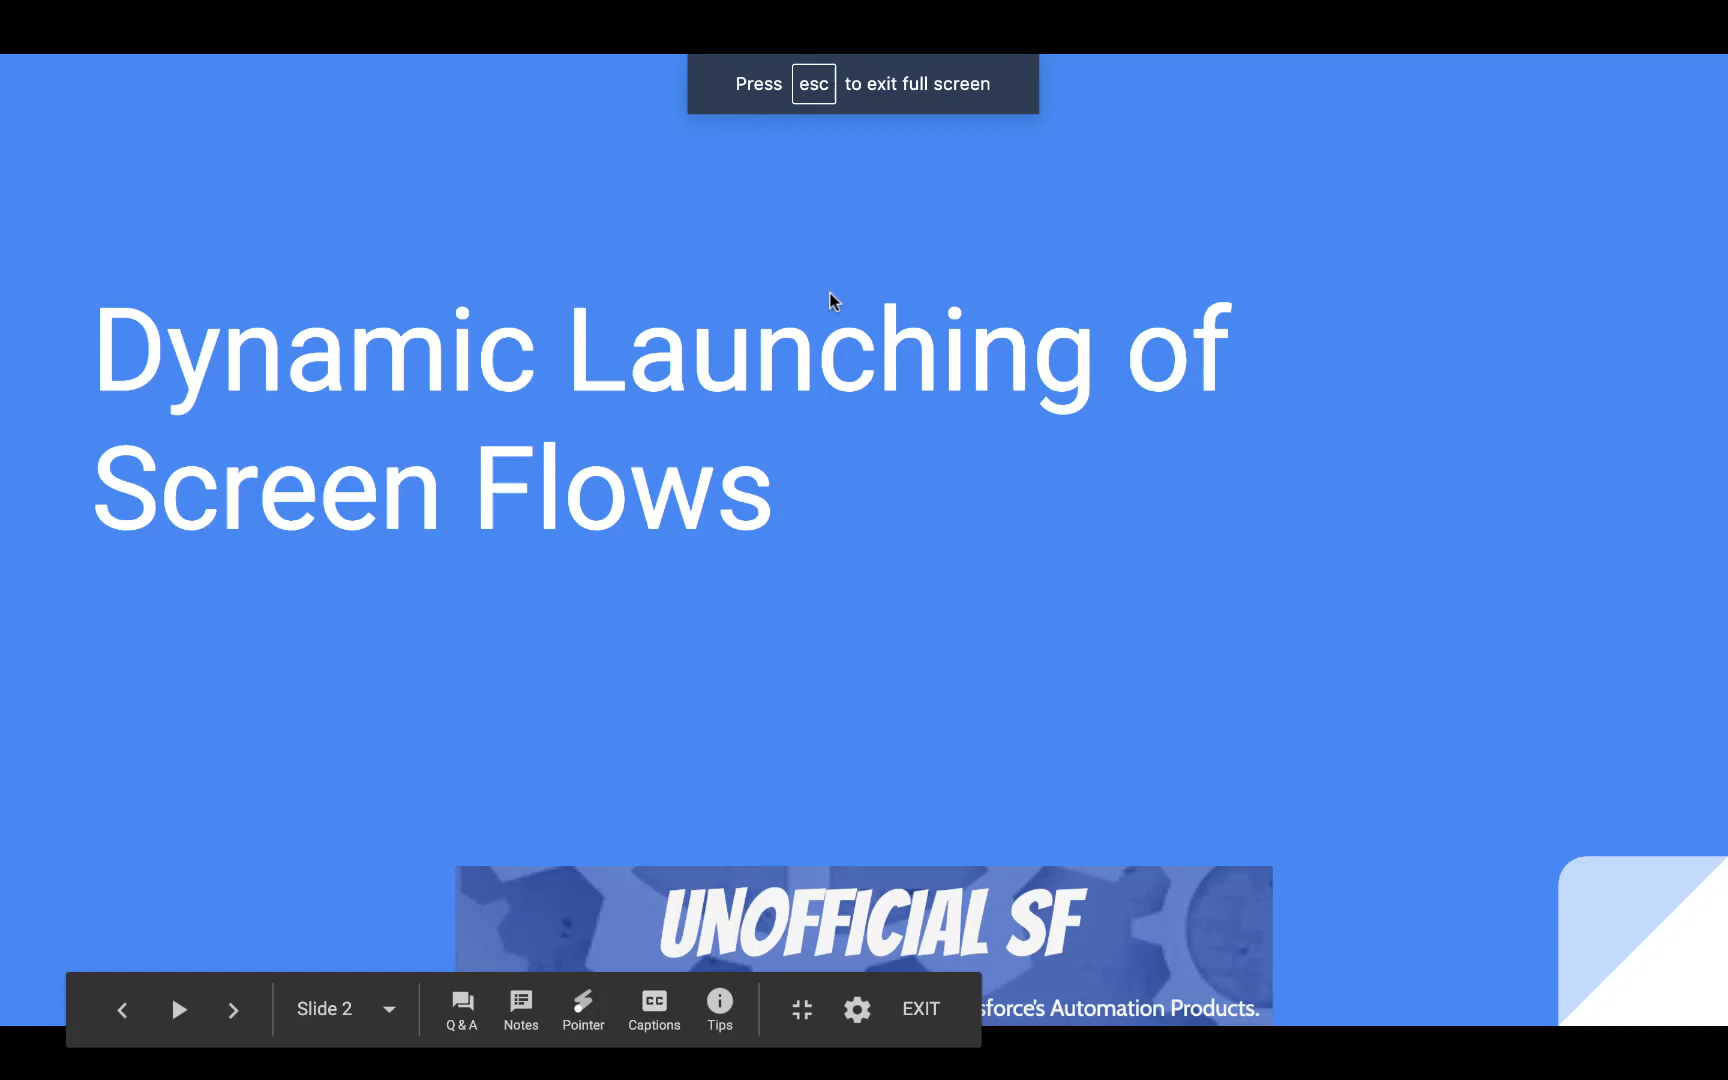 Press esc to exit full screen
Dynamic Launching of
Screen Flows
UNOFFICIAL SF
Automation Products.
Slide 2
Q & A
Notes
CC
Pointer
Captions
Tips
EXIT